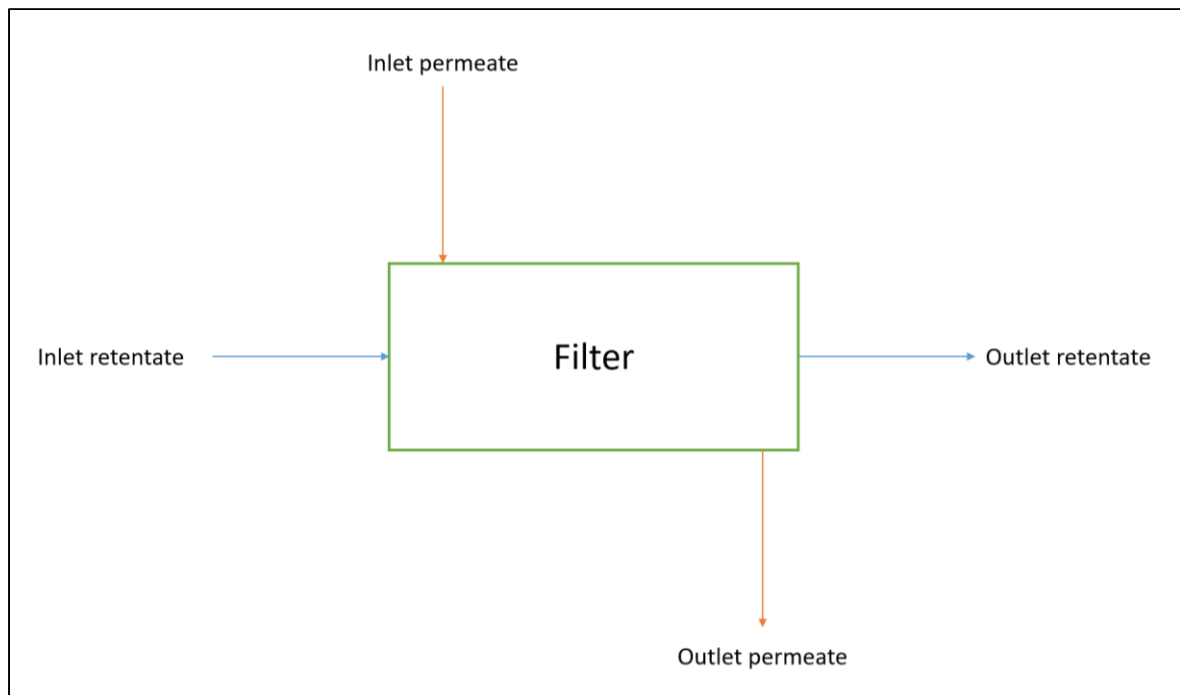 Inlet permeate
Inlet retentate
Filter
Outlet retentate
Outlet permeate